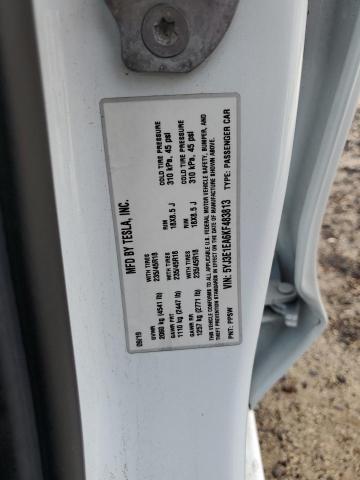 MFD BY TESLA, INC.
09/19
GVWR 2060 kg (4541 lb)
WITH TIRES 235/45R18
RIM 18X8.5 J
COLD TIRE PRESSURE 310 kPa, 45 psi
GAWR FRT 1110 kg (2447 lb)
WITH TIRES 235/45R18
RIM 18X8.5 J
COLD TIRE PRESSURE 310 kPa, 45 psi
GAWR RR 1257 kg (2771 lb)
THIS VEHICLE CONFORMS TO ALL APPLICABLE U.S. FEDERAL MOTOR VEHICLE SAFETY, BUMPER, AND
THEFT PREVENTION STANDARDS IN EFFECT ON THE DATE OF MANUFACTURE SHOWN ABOVE.
VIN: 5YJ3E1EA6KF483813 TYPE: PASSENGER CAR
PNT: PPSW